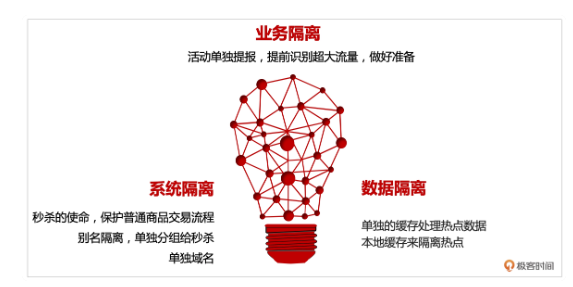 业务隔离
活动单独提报，提前识别超大流量，做好准备
系统隔离
秒杀的使命，保护普通商品交易流程
别名隔离，单独分组给秒杀
单独域名
数据隔离
单独的缓存处理热点数据
本地缓存来隔离热点
极客时间